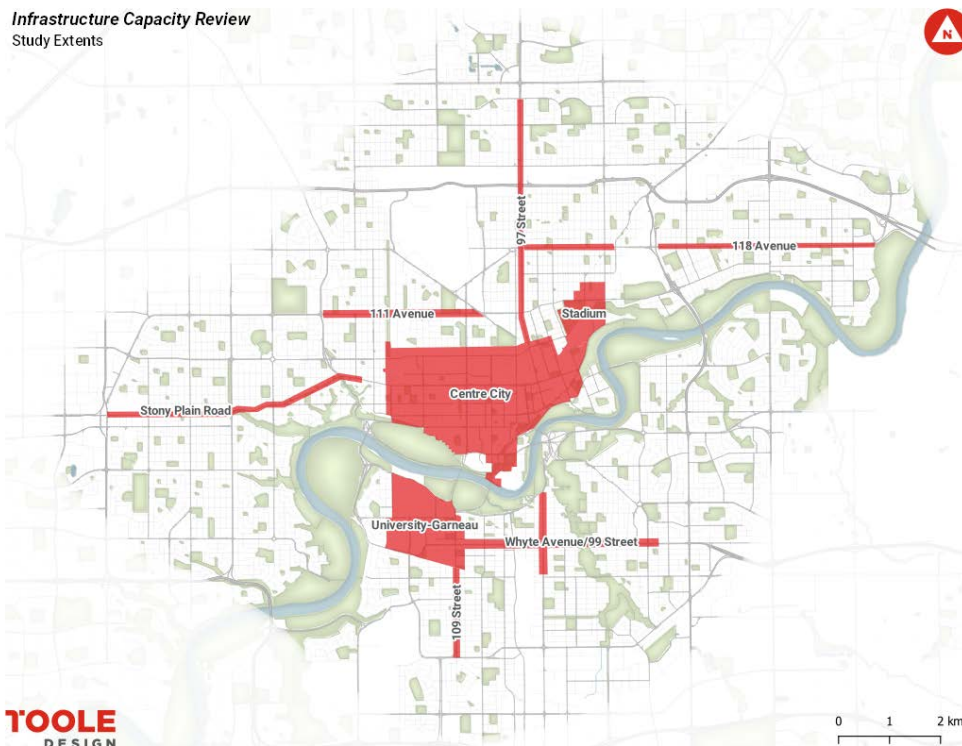 Infrastructure Capacity Review
Study Extents
N
97 Street
118 Avenue
111 Avenue
Stadium
Centre City
Stony Plain Road
University-Garneau
Whyte Avenue/99 Street
109 Street
TOOLE
DESIGN
0 1 2 km